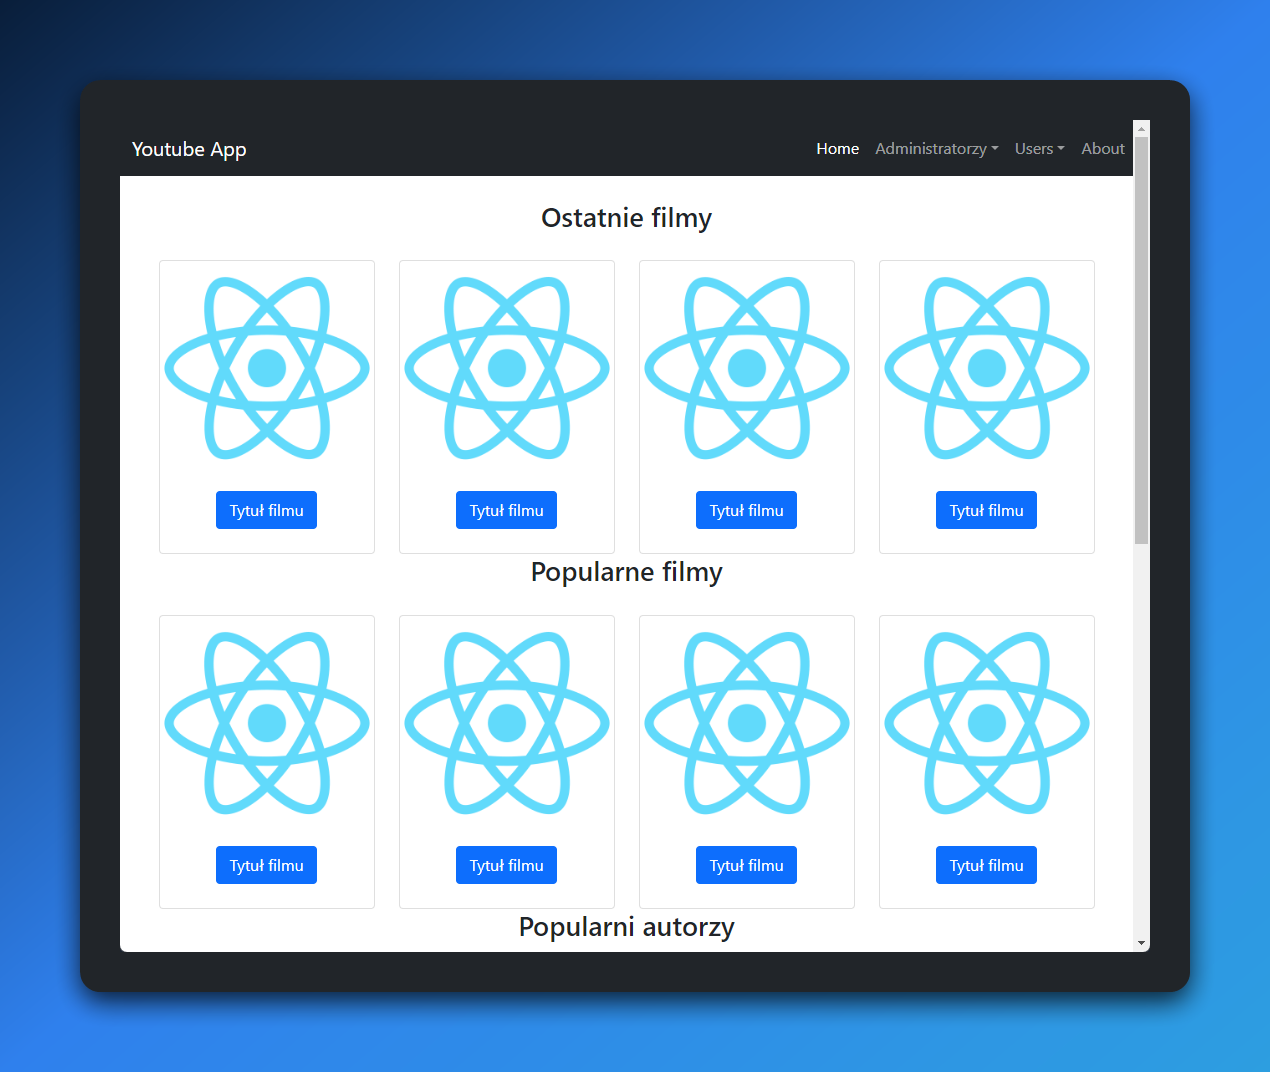 Youtube App Home Administratorzy Users About
Ostatnie filmy
Tytuł filmu Tytuł filmu Tytuł filmu Tytuł filmu
Popularne filmy
Tytuł filmu Tytuł filmu Tytuł filmu Tytuł filmu
Popularni autorzy